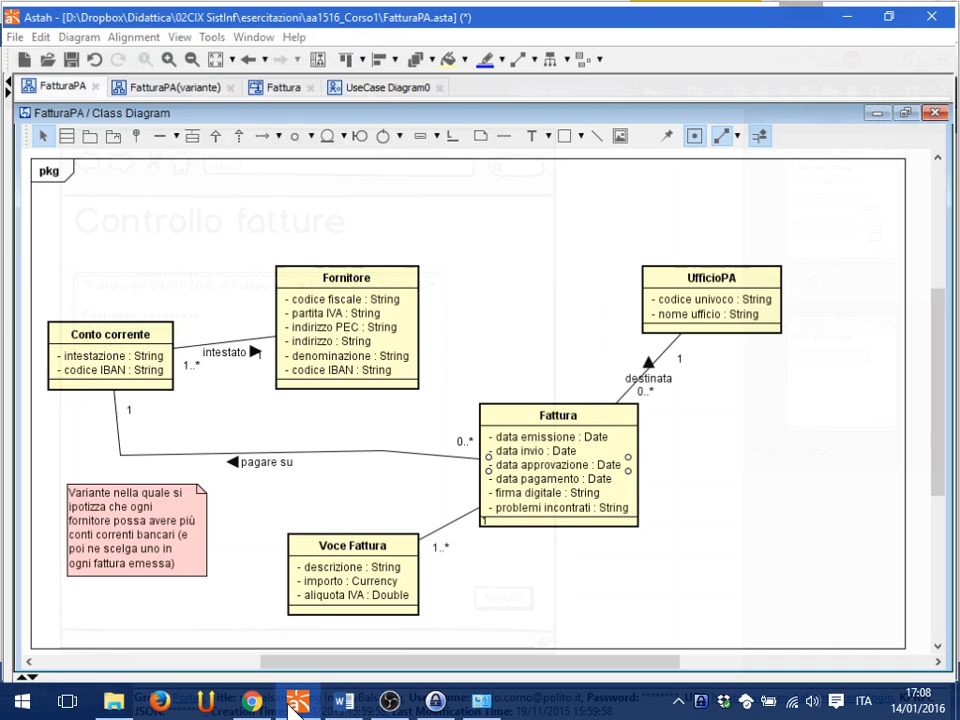 Astah - [D:\Dropbox\Didattica\02CIX SistInf\esercitazioni\aa1516_Corso1\FatturaPA.asta] (*)
File Edit Diagram Alignment View Tools Window Help
FatturaPA FatturaPA(variante) Fattura UseCase Diagram0
FatturaPA / Class Diagram
T
pkg
Controllo fatture
Fornitore
- codice fiscale : String
- partita IVA : String
- indirizzo PEC : String
- indirizzo : String
- denominazione : String
- codice IBAN : String
UfficioPA
- codice univoco : String
- nome ufficio : String
Conto corrente
- intestazione : String
- codice IBAN : String
intestato
1
1..*
1
destinata
0..*
1
Fattura
- data emissione : Date
- data invio : Date
- data approvazione : Date
- data pagamento : Date
- firma digitale : String
- problemi incontrati : String
0..*
pagare su
1
1..*
Variante nella quale si
ipotizza che ogni
fornitore possa avere più
conti correnti bancari (e
poi ne scelga uno in
ogni fattura emessa)
Voce Fattura
- descrizione : String
- importo : Currency
- aliquota IVA : Double
Annulla
ITA
17:08
14/01/2016